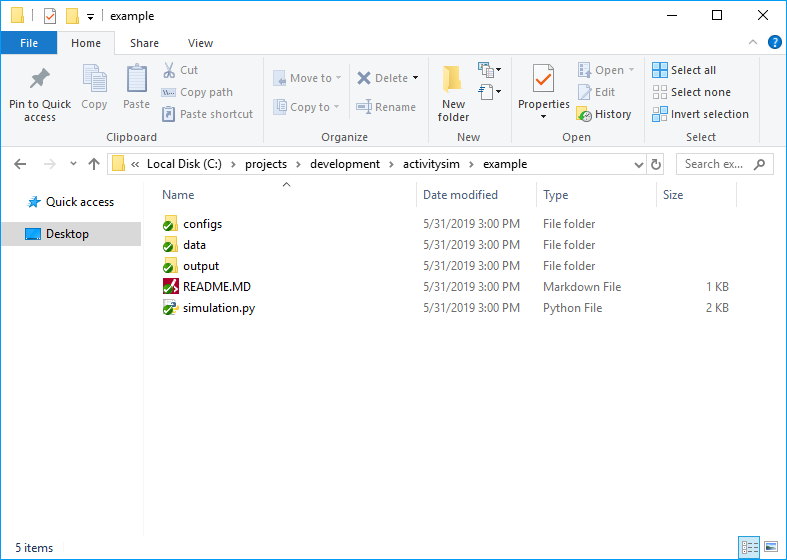 example
File Home Share View
Pin to Quick access
Copy
Paste
Cut
Copy path
Paste shortcut
Clipboard
Move to
Copy to
Delete
Rename
Organize
New folder
New
Properties
Open
Edit
History
Open
Select all
Select none
Invert selection
Select
« Local Disk (C:) > projects > development > activitysim > example
Search ex...
Quick access
Desktop
Name Date modified Type Size
configs 5/31/2019 3:00 PM File folder
data 5/31/2019 3:00 PM File folder
output 5/31/2019 3:00 PM File folder
README.MD 5/31/2019 3:00 PM Markdown File 1 KB
simulation.py 5/31/2019 3:00 PM Python File 2 KB
5 items